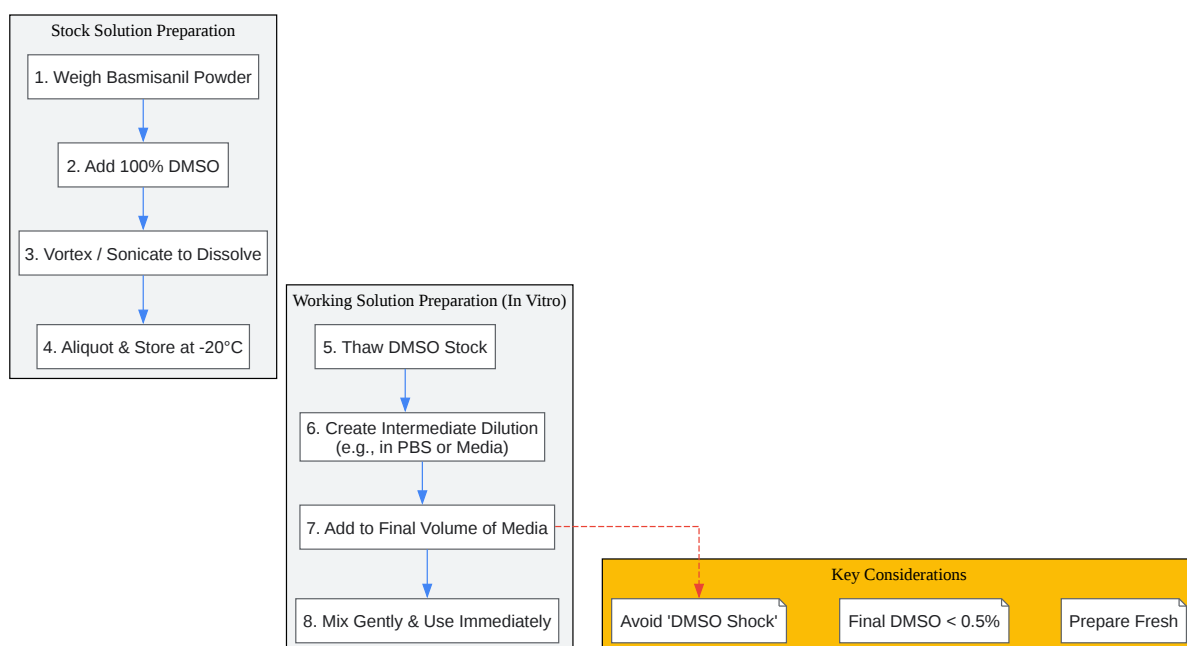 Stock Solution Preparation
1. Weigh Basmisanil Powder
2. Add 100% DMSO
3. Vortex / Sonicate to Dissolve
4. Aliquot & Store at -20°C
Working Solution Preparation (In Vitro)
5. Thaw DMSO Stock
6. Create Intermediate Dilution
(e.g., in PBS or Media)
7. Add to Final Volume of Media
8. Mix Gently & Use Immediately
Key Considerations
Avoid 'DMSO Shock'
Final DMSO < 0.5%
Prepare Fresh